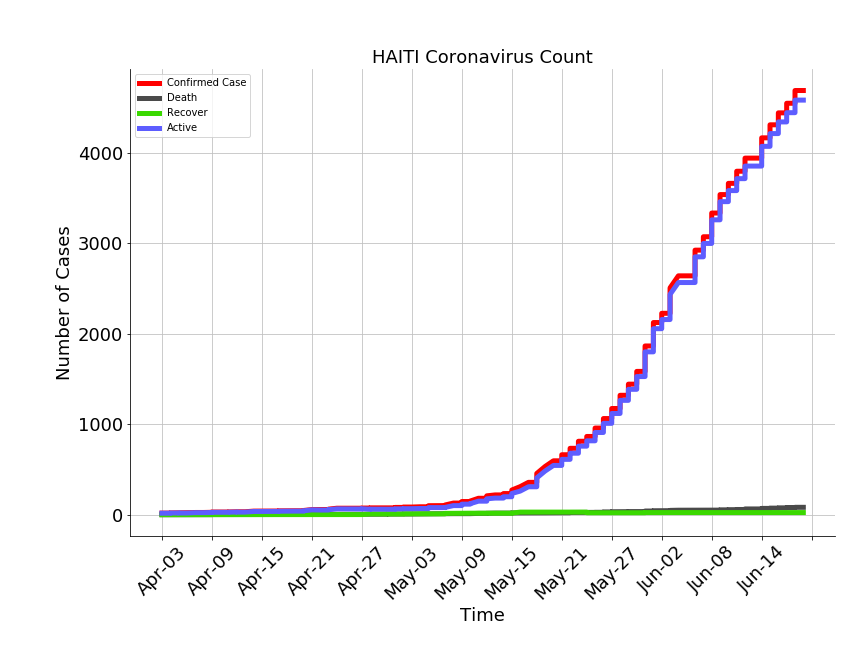 HAITI Coronavirus Count
Confirmed Case
Death
Recover
Active
Number of Cases
4000
3000
2000
1000
0
Apr-03
Apr-09
Apr-15
Apr-21
Apr-27
May-03
May-09
May-15
May-21
May-27
Jun-02
Jun-08
Jun-14
Time